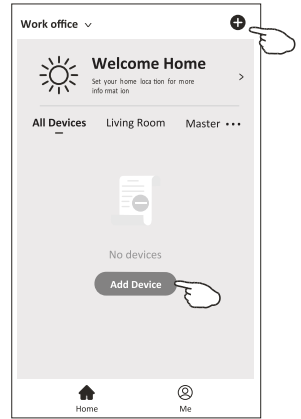 Work office
Welcome Home
Set your home loca tion for more
info rmat ion
All Devices Living Room Master •••
No devices
Add Device
Home Me